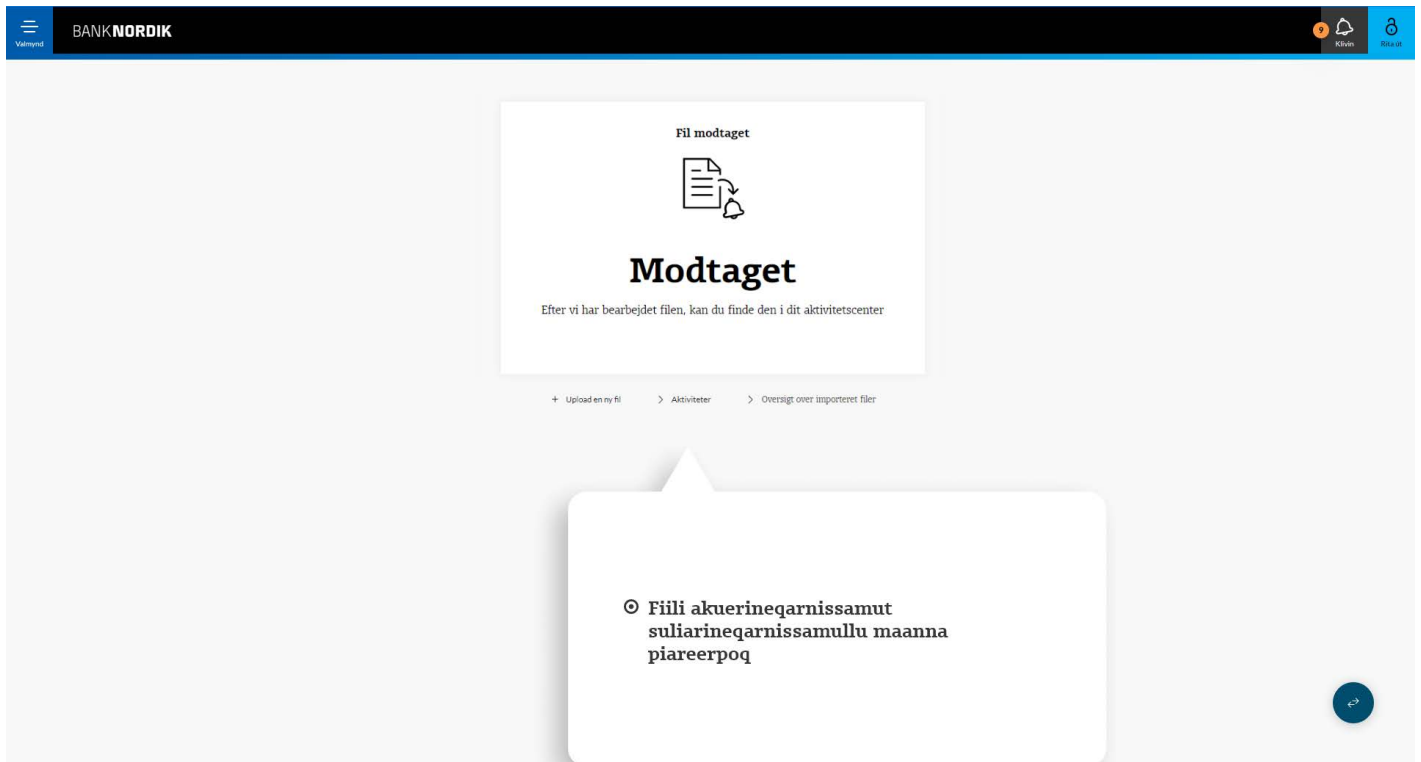 Valmynd
BANKNORDIK
9
Klivin
Rita út
Fil modtaget
Modtaget
Efter vi har bearbejdet filen, kan du finde den i dit aktivitetscenter
+ Upload en ny fil > Aktiviteter > Oversigt over importeret filer
Fiili akuerineqarnissamut
suliarineqarnissamullu maanna
piareerpoq